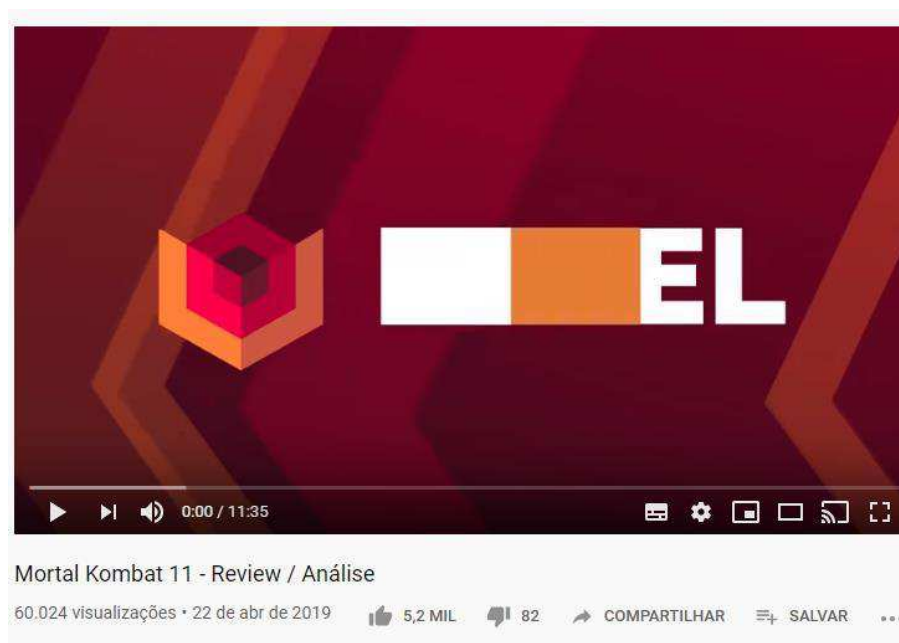 EL
0:00 / 11:35
Mortal Kombat 11 - Review / Análise
60.024 visualizações • 22 de abr de 2019 5,2 MIL 82 COMPARTILHAR SALVAR ...